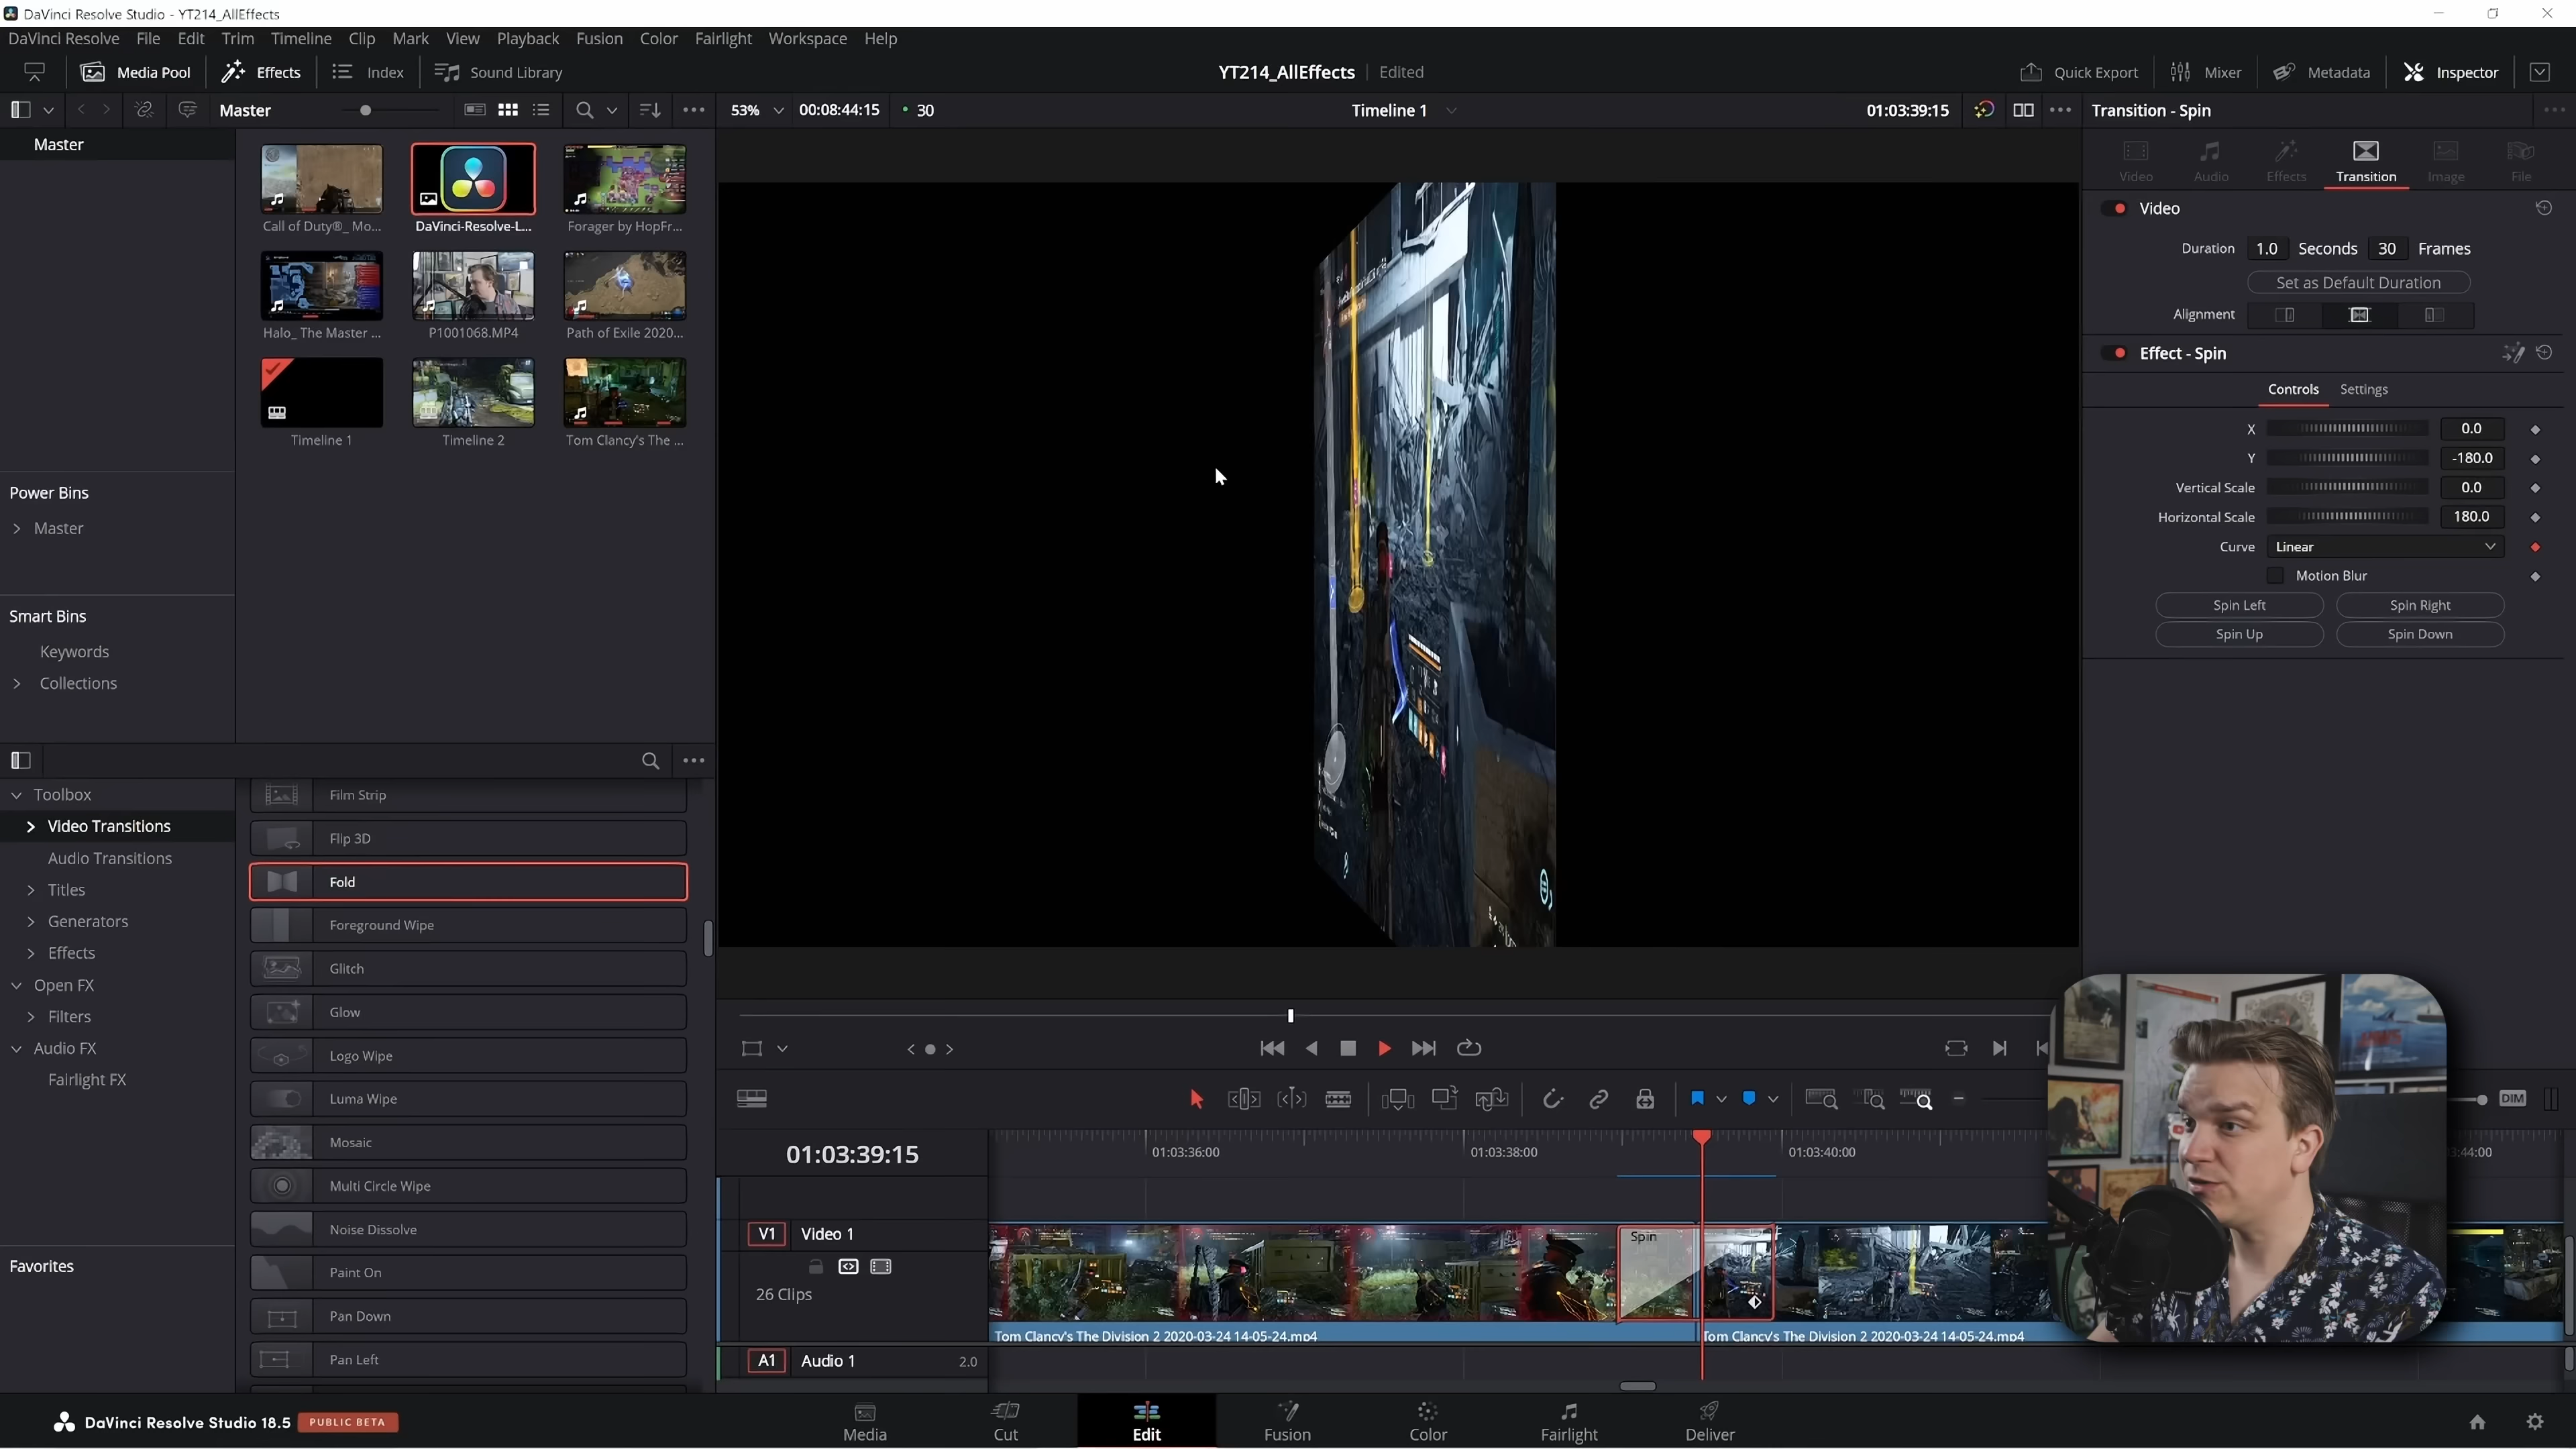 DaVinci Resolve Studio - YT214_AllEffects
DaVinci Resolve File Edit Trim Timeline Clip Mark View Playback Fusion Color Fairlight Workspace Help
Media Pool Effects Index Sound Library YT214_AllEffects Edited Quick Export Mixer Metadata Inspector
Master 53% 00:08:44:15 30 Timeline 1 01:03:39:15 Transition - Spin
Master
Video Audio Effects Transition Image File
Call of Duty®_ Mo... DaVinci-Resolve-L... Forager by HopFr...
Halo_ The Master ... P1001068.MP4 Path of Exile 2020...
Timeline 1 Timeline 2 Tom Clancy's The ...
Video
Duration 1.0 Seconds 30 Frames
Set as Default Duration
Alignment
Effect - Spin
Controls Settings
X 0.0
Y -180.0
Vertical Scale 0.0
Horizontal Scale 180.0
Curve Linear
Motion Blur
Spin Left Spin Right
Spin Up Spin Down
Power Bins
Master
Smart Bins
Keywords
Collections
Toolbox
Video Transitions
Audio Transitions
Titles
Generators
Effects
Open FX
Filters
Audio FX
Fairlight FX
Favorites
Film Strip
Flip 3D
Fold
Foreground Wipe
Glitch
Glow
Logo Wipe
Luma Wipe
Mosaic
Multi Circle Wipe
Noise Dissolve
Paint On
Pan Down
Pan Left
DIM
01:03:39:15 01:03:36:00 01:03:38:00 01:03:40:00 3:44:00
V1 Video 1
26 Clips
Spin
Tom Clancy's The Division 2 2020-03-24 14-05-24.mp4 Tom Clancy's The Division 2 2020-03-24 14-05-24.mp4
A1 Audio 1 2.0
DaVinci Resolve Studio 18.5 PUBLIC BETA
Media Cut Edit Fusion Color Fairlight Deliver